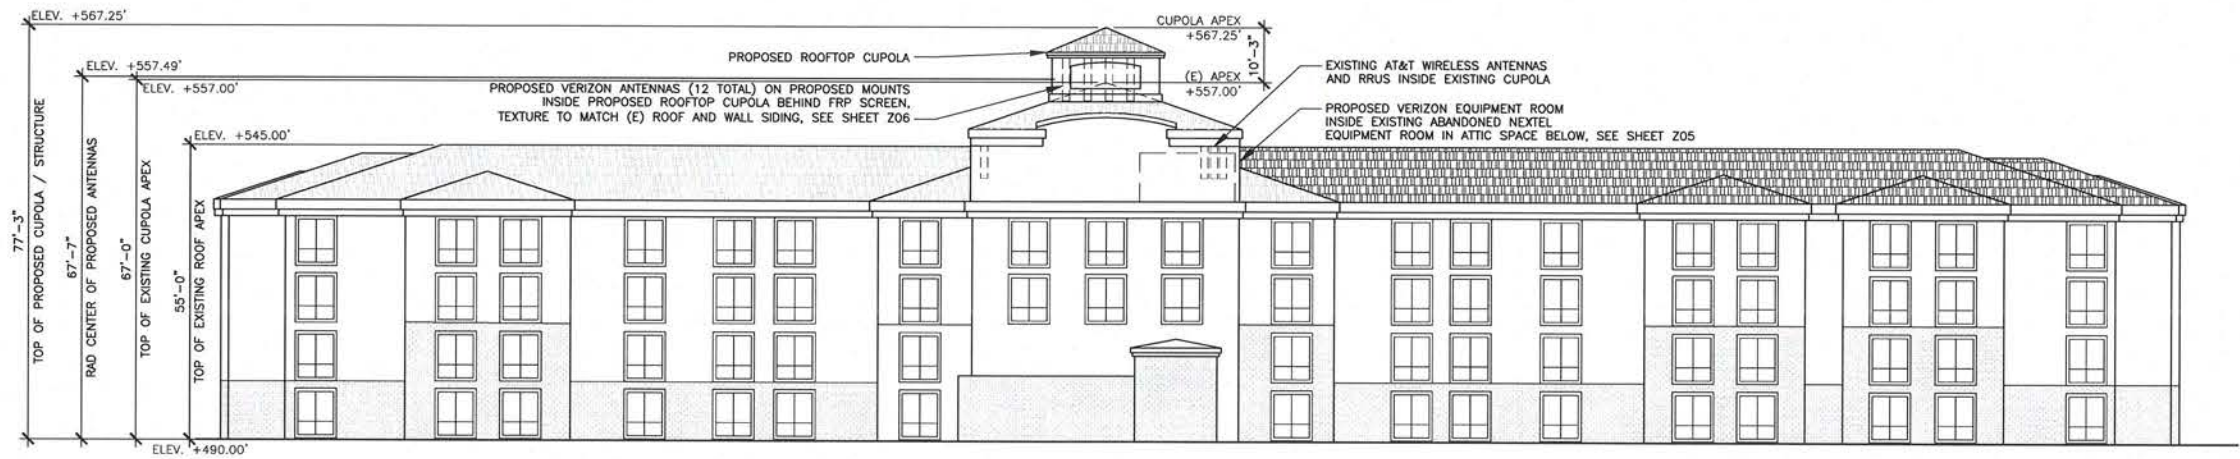 ELEV. +567.25'
ELEV. +557.49'
ELEV. +557.00'
ELEV. +545.00'
ELEV. +490.00'
77'-3"
TOP OF PROPOSED CUPOLA / STRUCTURE
67'-7"
RAD CENTER OF PROPOSED ANTENNAS
67'-0"
TOP OF EXISTING CUPOLA APEX
55'-0"
TOP OF EXISTING ROOF APEX
PROPOSED ROOFTOP CUPOLA
PROPOSED VERIZON ANTENNAS (12 TOTAL) ON PROPOSED MOUNTS
INSIDE PROPOSED ROOFTOP CUPOLA BEHIND FRP SCREEN,
TEXTURE TO MATCH (E) ROOF AND WALL SIDING, SEE SHEET Z06
CUPOLA APEX
+567.25'
10'-3"
(E) APEX
+557.00'
EXISTING AT&T WIRELESS ANTENNAS
AND RRUS INSIDE EXISTING CUPOLA
PROPOSED VERIZON EQUIPMENT ROOM
INSIDE EXISTING ABANDONED NEXTEL
EQUIPMENT ROOM IN ATTIC SPACE BELOW, SEE SHEET Z05